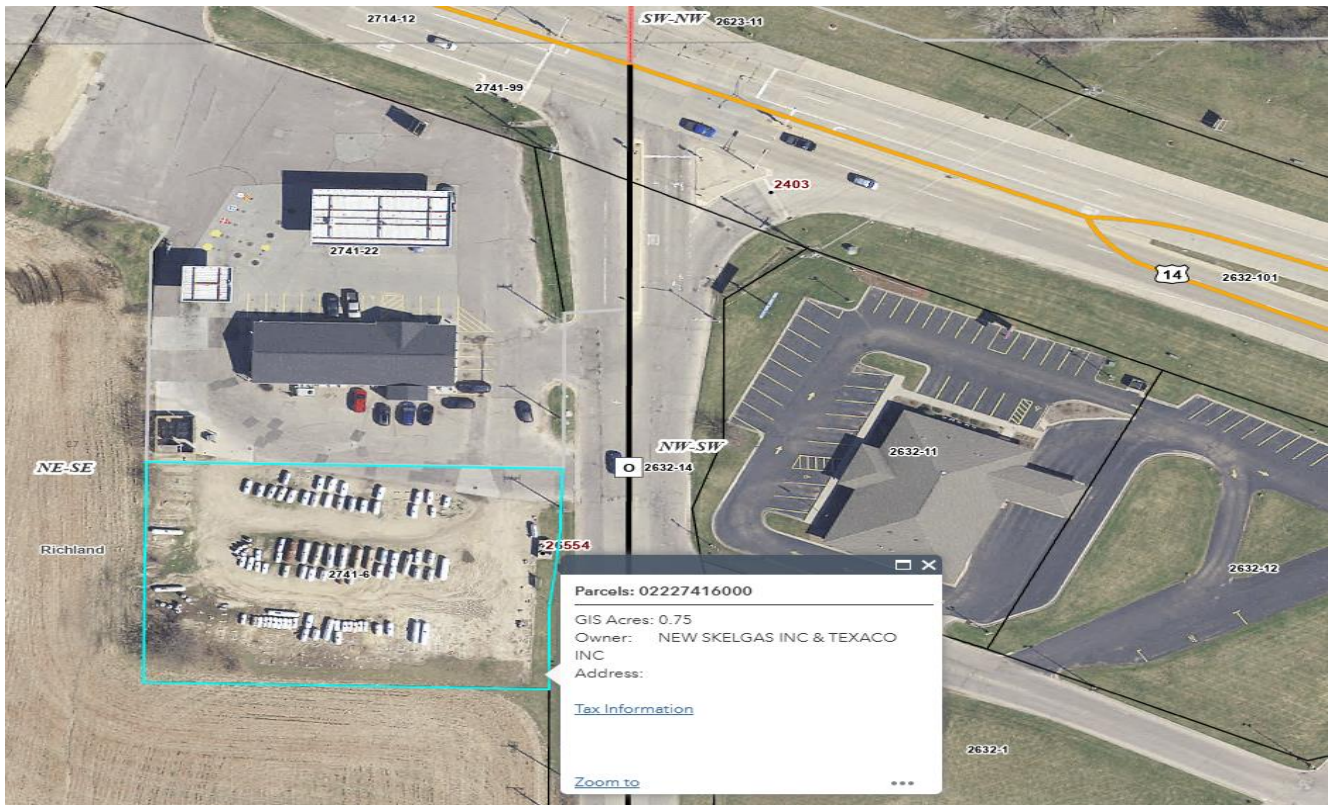 2714-12
SW-NW
2623-11
2741-99
2403
2741-22
14
2632-101
NW-SW
2632-11
NE-SE
O
2632-14
Richland
26554
2741-6
2632-12
Parcels: 02227416000
GIS Acres: 0.75
Owner: NEW SKELGAS INC & TEXACO
INC
Address:
Tax Information
2632-1
Zoom to